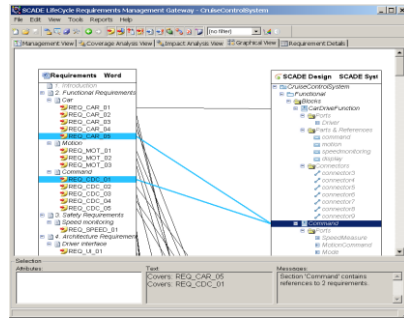 SCADE LifeCycle Requirements Management Gateway - CruiseControlSystem
File Edit View Tools Reports Help
[no filter]
Management View Coverage Analysis View Impact Analysis View Graphical View Requirement Details
Requirements Word
1. Introduction
2. Functional Requirements
Car
REQ_CAR_01
REQ_CAR_02
REQ_CAR_03
REQ_CAR_04
REQ_CAR_05
Motion
REQ_MOT_01
REQ_MOT_02
REQ_MOT_03
Command
REQ_CDC_01
REQ_CDC_02
REQ_CDC_03
REQ_CDC_04
REQ_CDC_05
3. Safety Requirements
Speed monitoring
REQ_SPEED_01
4. Architecture Requirement
Driver interface
REQ_UI_01
SCADE Design SCADE Syst
CruiseControlSystem
Functional
Blocks
CarDriveFunction
Ports
Driver
Parts & References
command
motion
speedmonitoring
display
Connectors
connector3
connector4
connector5
connector7
connector6
connector8
connector9
Command
Ports
SpeedMeasure
MotionCommand
Mode
Selection
Attributes:
Text
Covers: REQ_CAR_05
Covers: REQ_CDC_01
Messages:
Section 'Command' contains
references to 2 requirements.